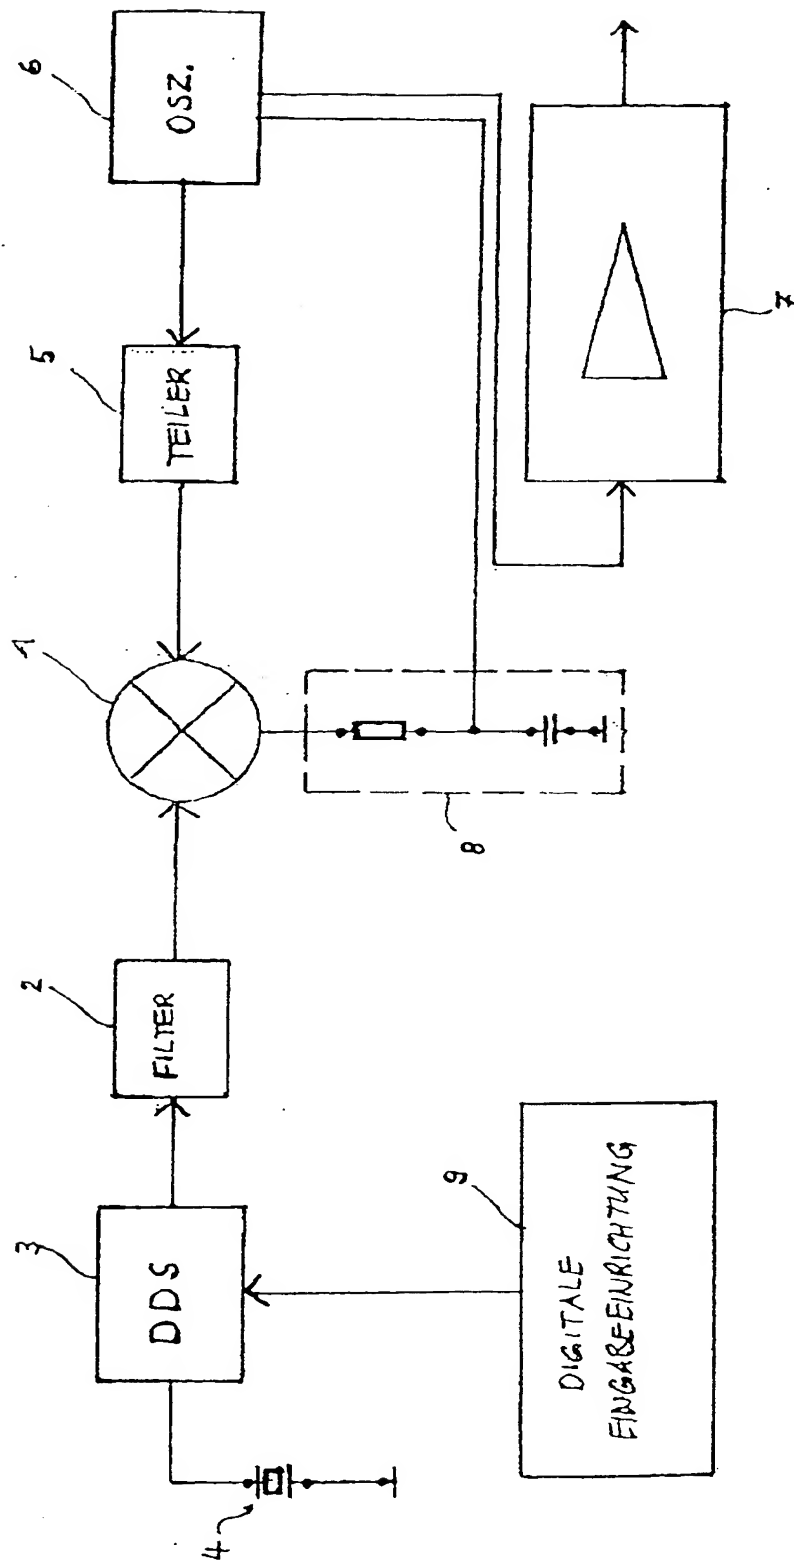 4
3
DDS
2
FILTER
1
5
TEILER
6
OSZ.
9
DIGITALE
EINGABEEINRICHTUNG
8
7